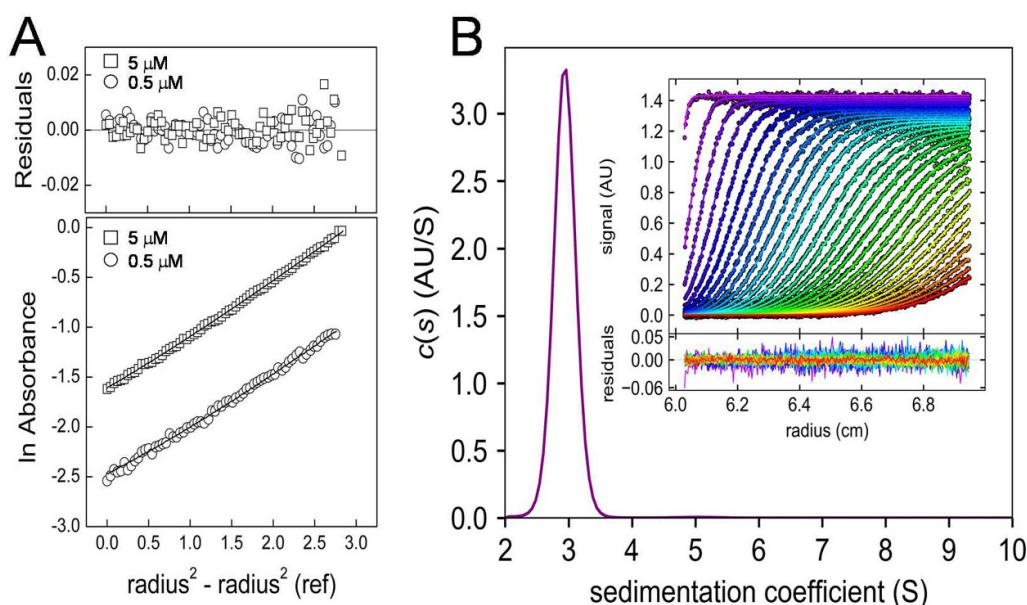 A
□ 5 μM
○ 0.5 μM
0.02
0.00
-0.02
Residuals
□ 5 μM
○ 0.5 μM
0.0
-0.5
-1.0
-1.5
-2.0
-2.5
-3.0
ln Absorbance
0.0 0.5 1.0 1.5 2.0 2.5 3.0
radius² - radius² (ref)
B
3.0
3.5
2.5
2.0
1.5
1.0
0.5
0.0
c(s) (AU/S)
2 3 4 5 6 7 8 9 10
sedimentation coefficient (S)
1.4
1.2
1.0
0.8
0.6
0.4
0.2
0.0
signal (AU)
0.05
0.00
−0.06
residuals
6.0 6.2 6.4 6.6 6.8
radius (cm)